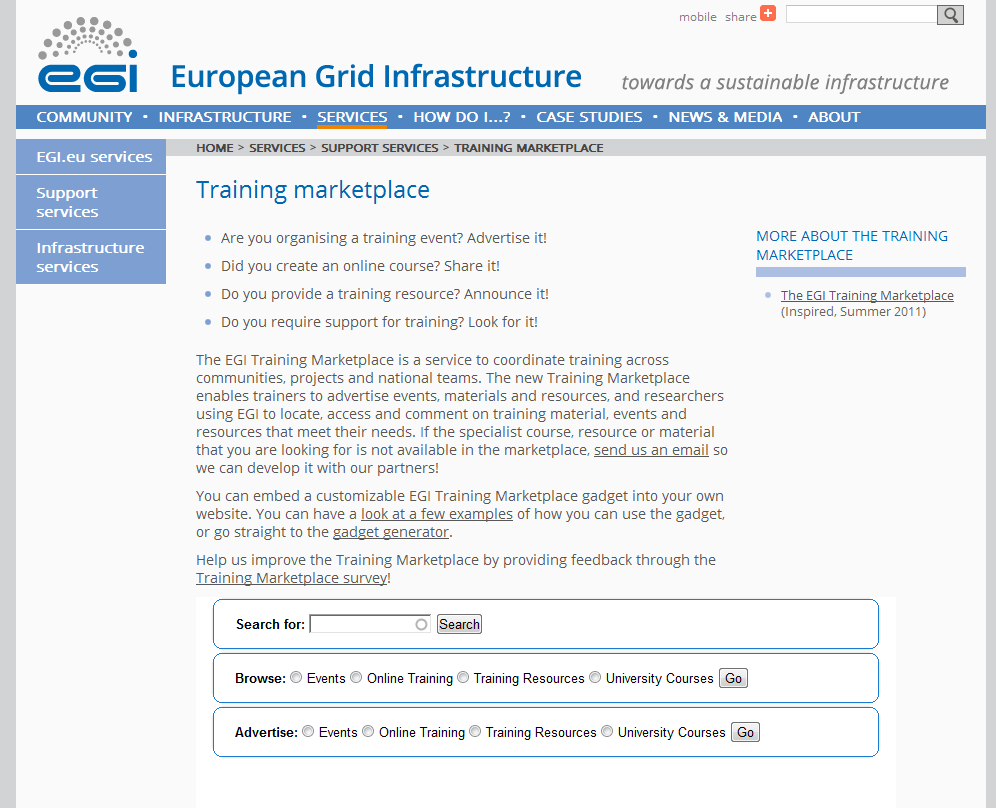 mobile share
egi
European Grid Infrastructure
towards a sustainable infrastructure
COMMUNITY · INFRASTRUCTURE · SERVICES · HOW DO I...? · CASE STUDIES · NEWS & MEDIA · ABOUT
EGI.eu services
Support
services
Infrastructure
services
HOME > SERVICES > SUPPORT SERVICES > TRAINING MARKETPLACE
Training marketplace
• Are you organising a training event? Advertise it!
• Did you create an online course? Share it!
• Do you provide a training resource? Announce it!
• Do you require support for training? Look for it!
The EGI Training Marketplace is a service to coordinate training across
communities, projects and national teams. The new Training Marketplace
enables trainers to advertise events, materials and resources, and researchers
using EGI to locate, access and comment on training material, events and
resources that meet their needs. If the specialist course, resource or material
that you are looking for is not available in the marketplace, send us an email so
we can develop it with our partners!
You can embed a customizable EGI Training Marketplace gadget into your own
website. You can have a look at a few examples of how you can use the gadget,
or go straight to the gadget generator.
Help us improve the Training Marketplace by providing feedback through the
Training Marketplace survey!
MORE ABOUT THE TRAINING
MARKETPLACE
• The EGI Training Marketplace
(Inspired, Summer 2011)
Search for: Search
Browse: Events Online Training Training Resources University Courses Go
Advertise: Events Online Training Training Resources University Courses Go